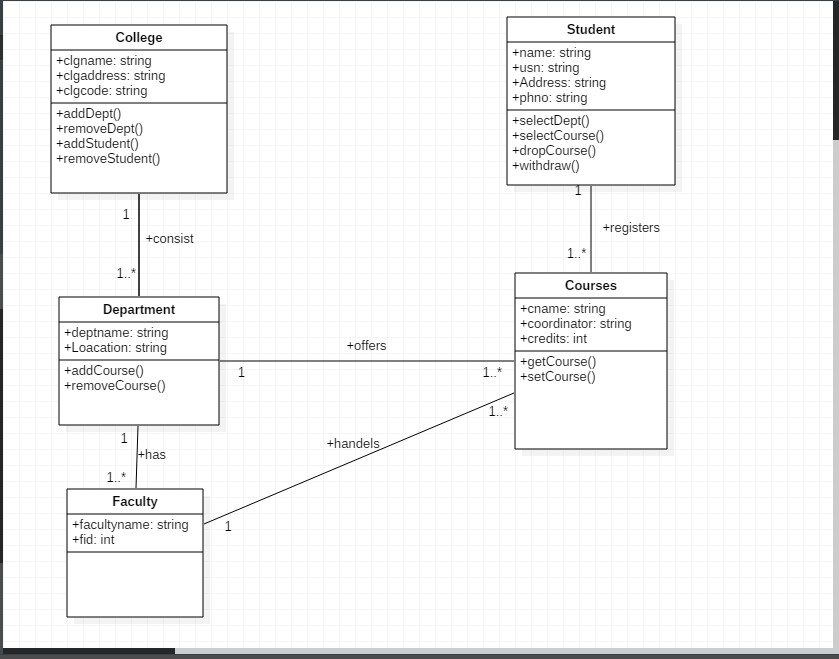 College
+clgname: string
+clgaddress: string
+clgcode: string
+addDept()
+removeDept()
+addStudent()
+removeStudent()
Student
+name: string
+usn: string
+Address: string
+phno: string
+selectDept()
+selectCourse()
+dropCourse()
+withdraw()
1
+consist
1..*
1
+registers
1..*
Department
+deptname: string
+Loacation: string
+addCourse()
+removeCourse()
Courses
+cname: string
+coordinator: string
+credits: int
+getCourse()
+setCourse()
+offers
1
1..*
1
+has
1..*
1..*
+handels
1
Faculty
+facultyname: string
+fid: int